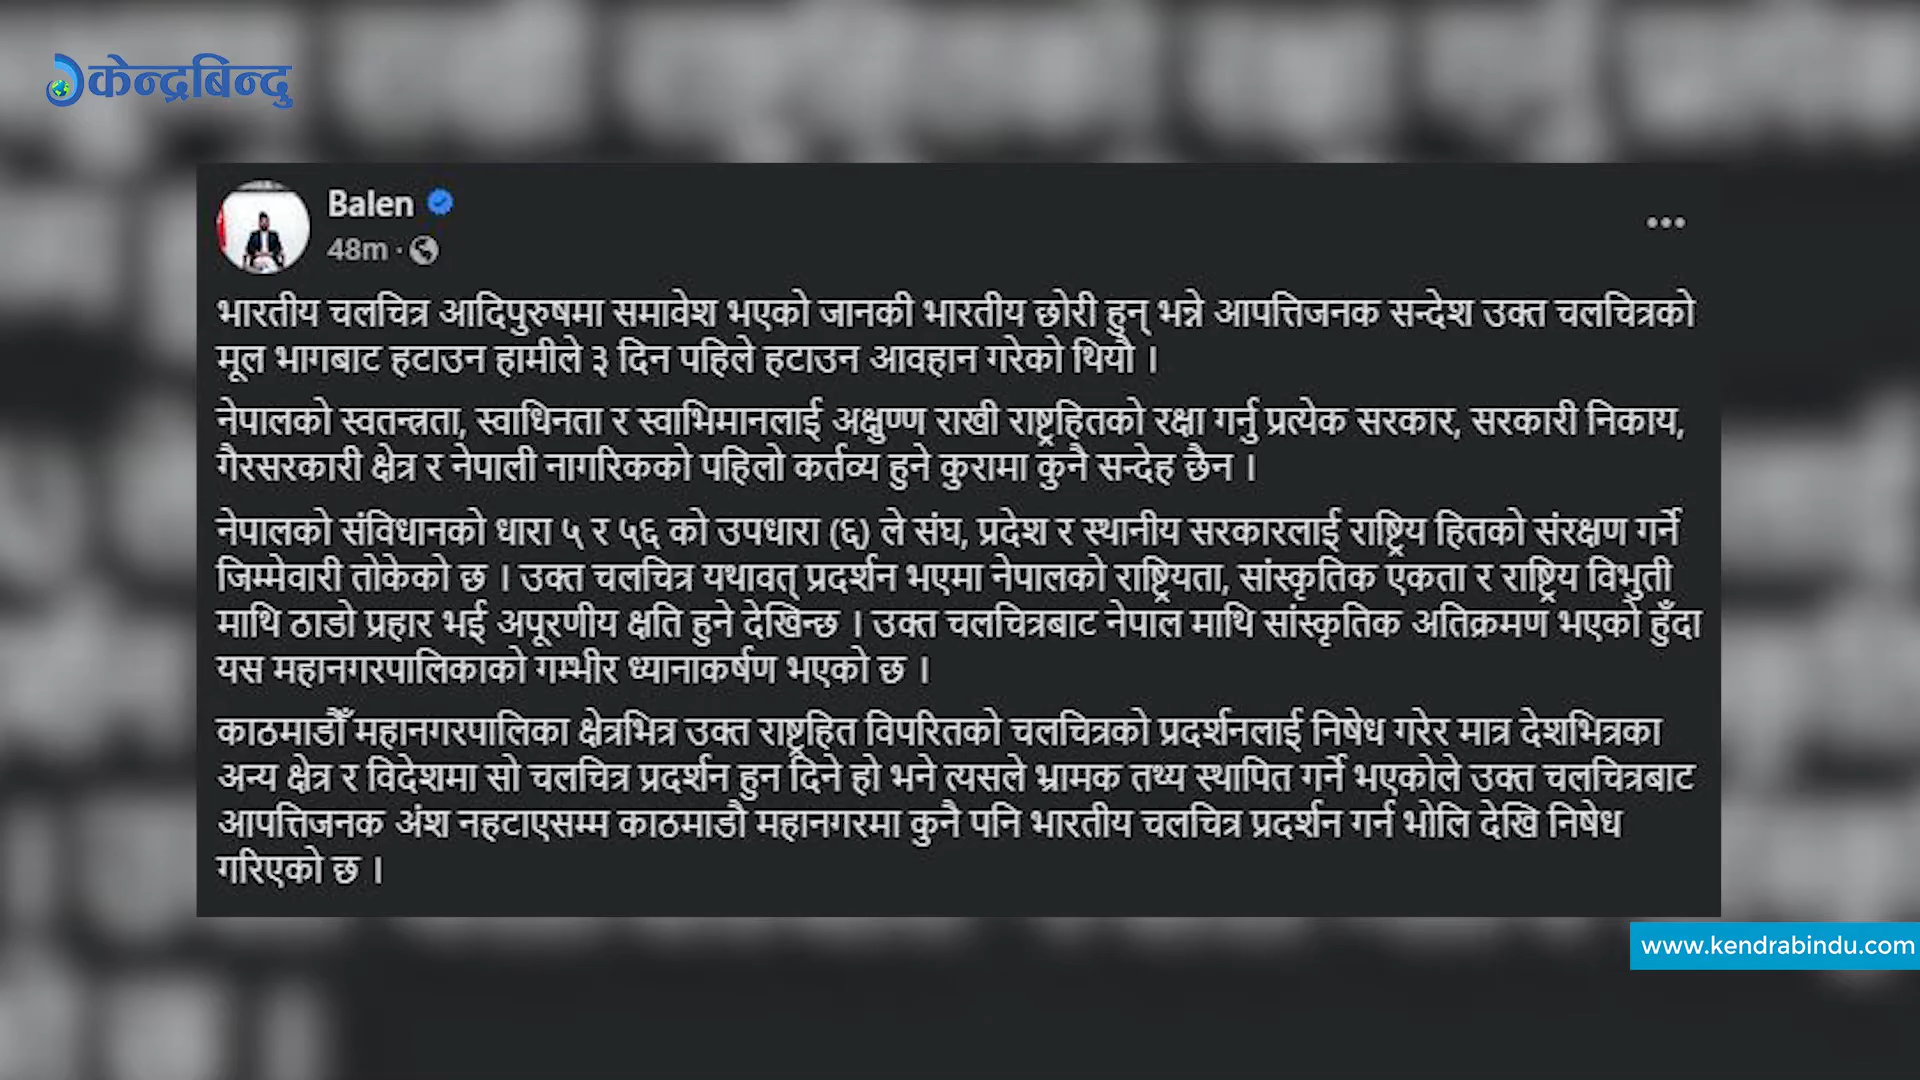 केन्द्रबिन्दु
Balen
48m ·
भारतीय चलचित्र आदिपुरुषमा समावेश भएको जानकी भारतीय छोरी हुन् भन्ने आपत्तिजनक सन्देश उक्त चलचित्रको
मूल भागबाट हटाउन हामीले ३ दिन पहिले हटाउन आवहान गरेको थियौ ।
नेपालको स्वतन्त्रता, स्वाधिनता र स्वाभिमानलाई अक्षुण्ण राखी राष्ट्रहितको रक्षा गर्नु प्रत्येक सरकार, सरकारी निकाय,
गैरसरकारी क्षेत्र र नेपाली नागरिकको पहिलो कर्तव्य हुने कुरामा कुनै सन्देह छैन ।
नेपालको संविधानको धारा ५ र ५६ को उपधारा (६) ले संघ, प्रदेश र स्थानीय सरकारलाई राष्ट्रिय हितको संरक्षण गर्ने
जिम्मेवारी तोकेको छ । उक्त चलचित्र यथावत् प्रदर्शन भएमा नेपालको राष्ट्रियता, सांस्कृतिक एकता र राष्ट्रिय विभुती
माथि ठाडो प्रहार भई अपूरणीय क्षति हुने देखिन्छ । उक्त चलचित्रबाट नेपाल माथि सांस्कृतिक अतिक्रमण भएको हुँदा
यस महानगरपालिकाको गम्भीर ध्यानाकर्षण भएको छ ।
काठमाडौँ महानगरपालिका क्षेत्रभित्र उक्त राष्ट्रहित विपरितको चलचित्रको प्रदर्शनलाई निषेध गरेर मात्र देशभित्रका
अन्य क्षेत्र र विदेशमा सो चलचित्र प्रदर्शन हुन दिने हो भने त्यसले भ्रामक तथ्य स्थापित गर्ने भएकोले उक्त चलचित्रबाट
आपत्तिजनक अंश नहटाएसम्म काठमाडौ महानगरमा कुनै पनि भारतीय चलचित्र प्रदर्शन गर्न भोलि देखि निषेध
गरिएको छ ।
www.kendrabindu.com